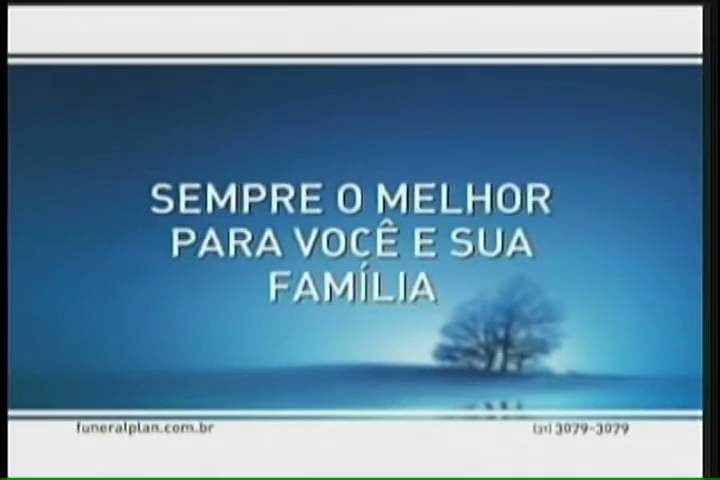 SEMPRE O MELHOR
PARA VOCÊ E SUA
FAMÍLIA
funeralplan.com.br
(31) 3079-3079